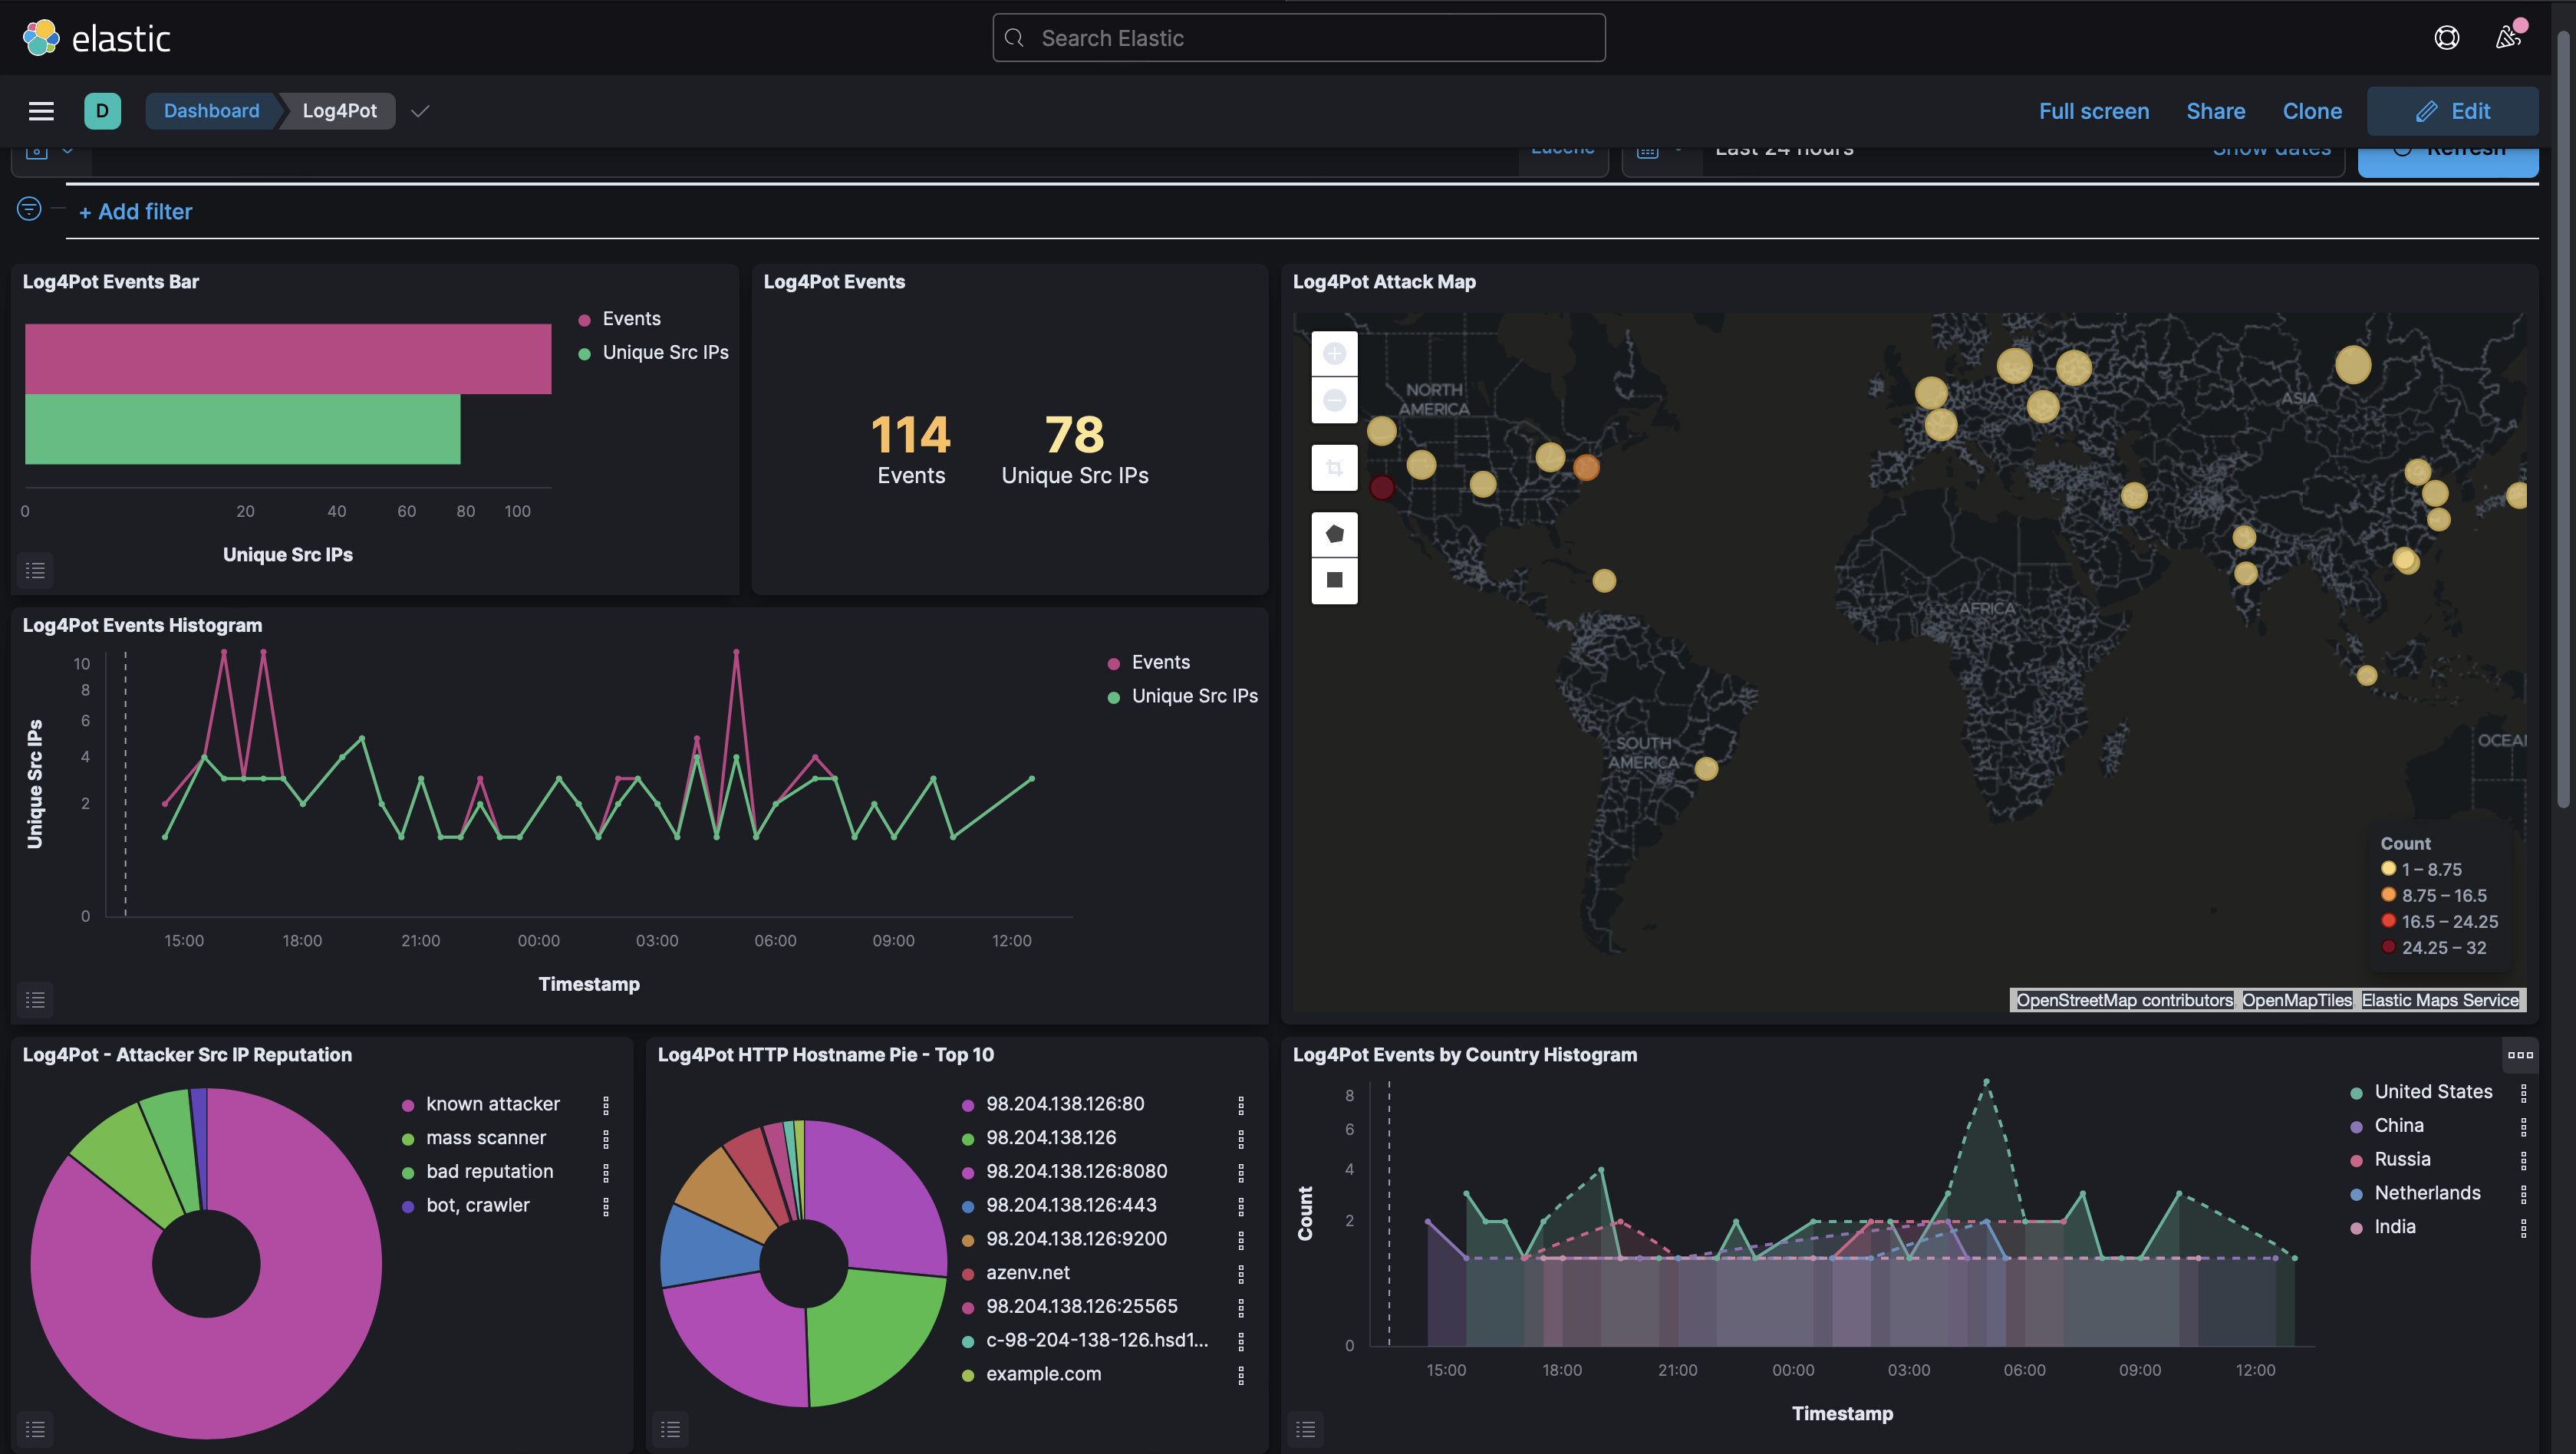 elastic
Search Elastic
D
Dashboard
Log4Pot
Full screen
Share
Clone
Edit
Lucene
Last 24 hours
Show dates
Refresh
+ Add filter
Log4Pot Events Bar
Events
Unique Src IPs
0 20 40 60 80 100
Unique Src IPs
Log4Pot Events
114
Events
78
Unique Src IPs
Log4Pot Attack Map
NORTH
AMERICA
ASIA
AFRICA
SOUTH
AMERICA
OCEAN
Count
1 – 8.75
8.75 – 16.5
16.5 – 24.25
24.25 – 32
OpenStreetMap contributors
OpenMapTiles
Elastic Maps Service
Log4Pot Events Histogram
Events
Unique Src IPs
Unique Src IPs
10
8
6
4
2
0
15:00 18:00 21:00 00:00 03:00 06:00 09:00 12:00
Timestamp
Log4Pot - Attacker Src IP Reputation
known attacker
mass scanner
bad reputation
bot, crawler
Log4Pot HTTP Hostname Pie - Top 10
98.204.138.126:80
98.204.138.126
98.204.138.126:8080
98.204.138.126:443
98.204.138.126:9200
azenv.net
98.204.138.126:25565
c-98-204-138-126.hsd1...
example.com
Log4Pot Events by Country Histogram
Count
8
6
4
2
0
15:00 18:00 21:00 00:00 03:00 06:00 09:00 12:00
Timestamp
United States
China
Russia
Netherlands
India